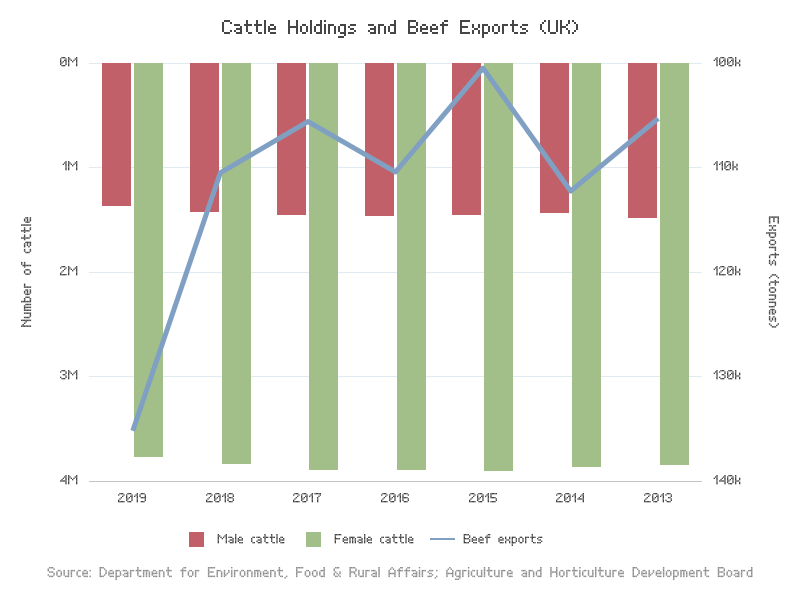 Cattle Holdings and Beef Exports (UK)
0M
1M
2M
3M
4M
Number of cattle
100k
110k
120k
130k
140k
Exports (tonnes)
2019 2018 2017 2016 2015 2014 2013
Male cattle Female cattle Beef exports
Source: Department for Environment, Food & Rural Affairs; Agriculture and Horticulture Development Board